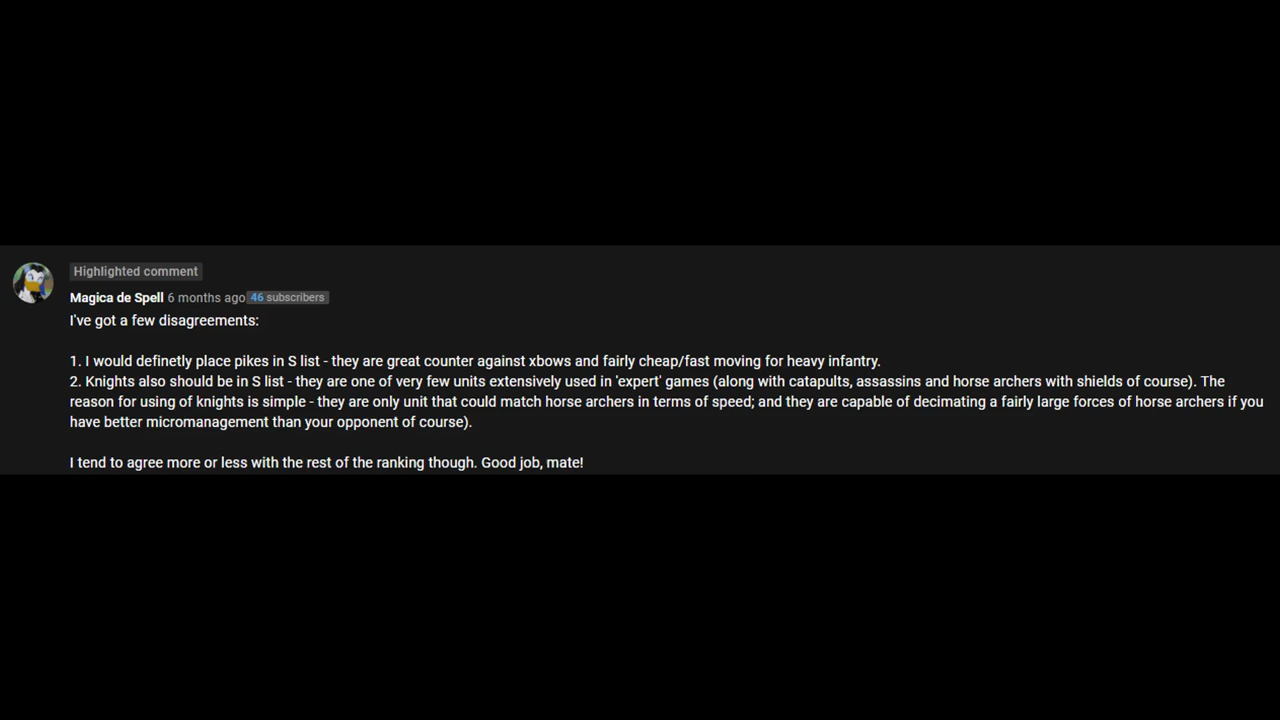 Highlighted comment
Magica de Spell 6 months ago 46 subscribers
I've got a few disagreements:
1. I would definetly place pikes in S list - they are great counter against xbows and fairly cheap/fast moving for heavy infantry.
2. Knights also should be in S list - they are one of very few units extensively used in 'expert' games (along with catapults, assassins and horse archers with shields of course). The
reason for using of knights is simple - they are only unit that could match horse archers in terms of speed; and they are capable of decimating a fairly large forces of horse archers if you
have better micromanagement than your opponent of course).
I tend to agree more or less with the rest of the ranking though. Good job, mate!